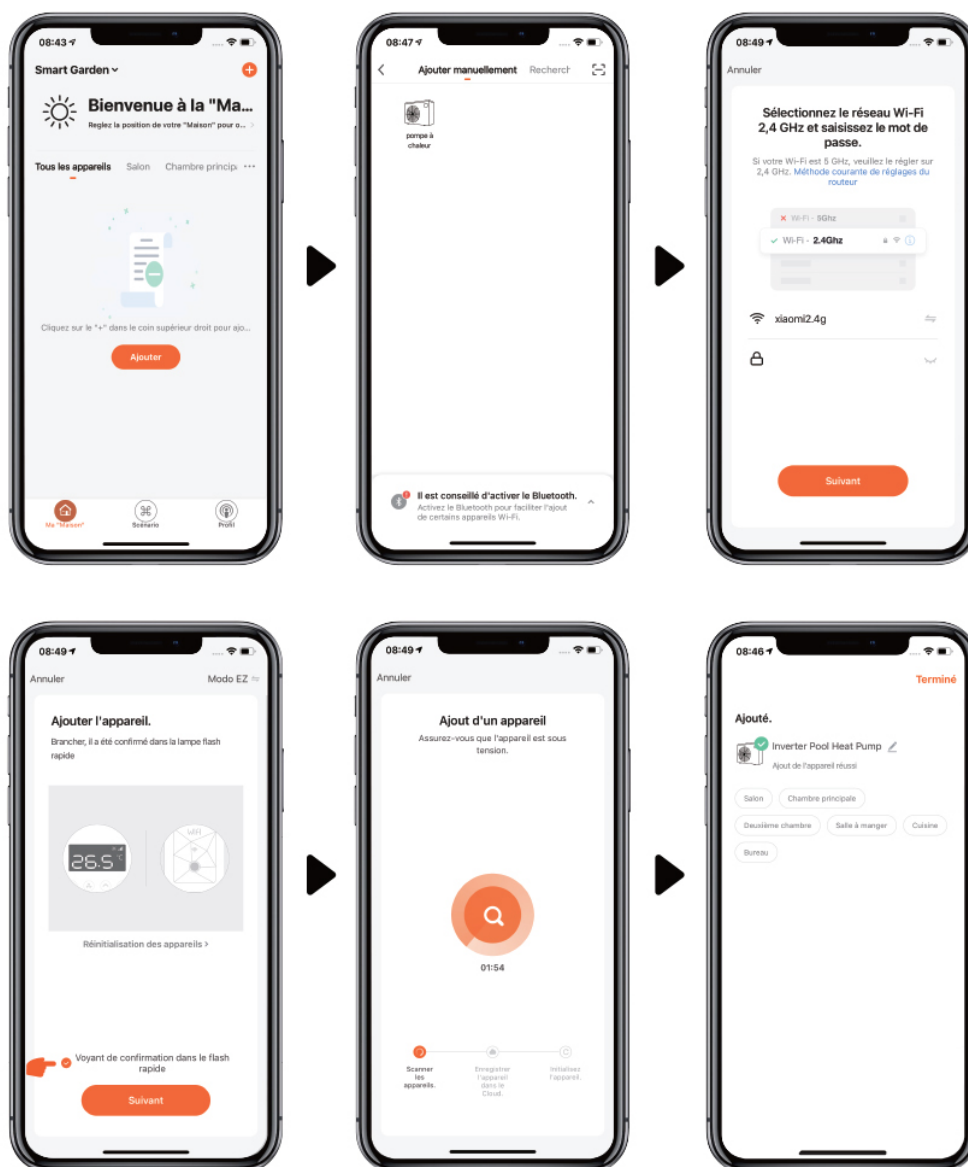 08:43
Smart Garden
Bienvenue à la "Ma...
Reglez la position de votre "Maison" pour o...
Tous les appareils Salon Chambre princip
Cliquez sur le "+" dans le coin supérieur droit pour ajo...
Ajouter
Ma "Maison" Scénario Profil
08:47
Ajouter manuellement Recherch
pompe à
chaleur
Il est conseillé d'activer le Bluetooth.
Activez le Bluetooth pour faciliter l'ajout
de certains appareils Wi-Fi.
08:49
Annuler
Sélectionnez le réseau Wi-Fi
2,4 GHz et saisissez le mot de
passe.
Si votre Wi-Fi est 5 GHz, veuillez le régler sur
2,4 GHz. Méthode courante de réglages du
routeur
Wi-Fi - 5Ghz
Wi-Fi - 2.4Ghz
xiaomi2.4g
Suivant
08:49
Annuler Modo EZ
Ajouter l'appareil.
Brancher, il a été confirmé dans la lampe flash
rapide
26.5 °C
Wifi
Réinitialisation des appareils >
Voyant de confirmation dans le flash
rapide
Suivant
08:49
Annuler
Ajout d'un appareil
Assurez-vous que l'appareil est sous
tension.
01:54
Scanner
les
appareils.
Enregistrer
l'appareil
dans le
Cloud.
Initialisez
l'appareil.
08:46
Terminé
Ajouté.
Inverter Pool Heat Pump
Ajout de l'appareil réussi
Salon Chambre principale
Deuxième chambre Salle à manger Cuisine
Bureau